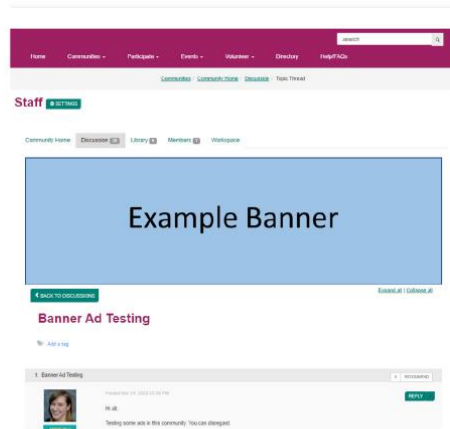 search
Home Communities Participate Events Volunteer Directory Help/FAQs
Communities Community Home Discussion Topic Thread
Staff SETTINGS
Community Home Discussion Library Members Workspace
Example Banner
BACK TO DISCUSSIONS
Expand all | Collapse all
Banner Ad Testing
Add a tag
1. Banner Ad Testing
RECOMMEND
REPLY
Hi all,
Testing some ads in this community. You can disregard.